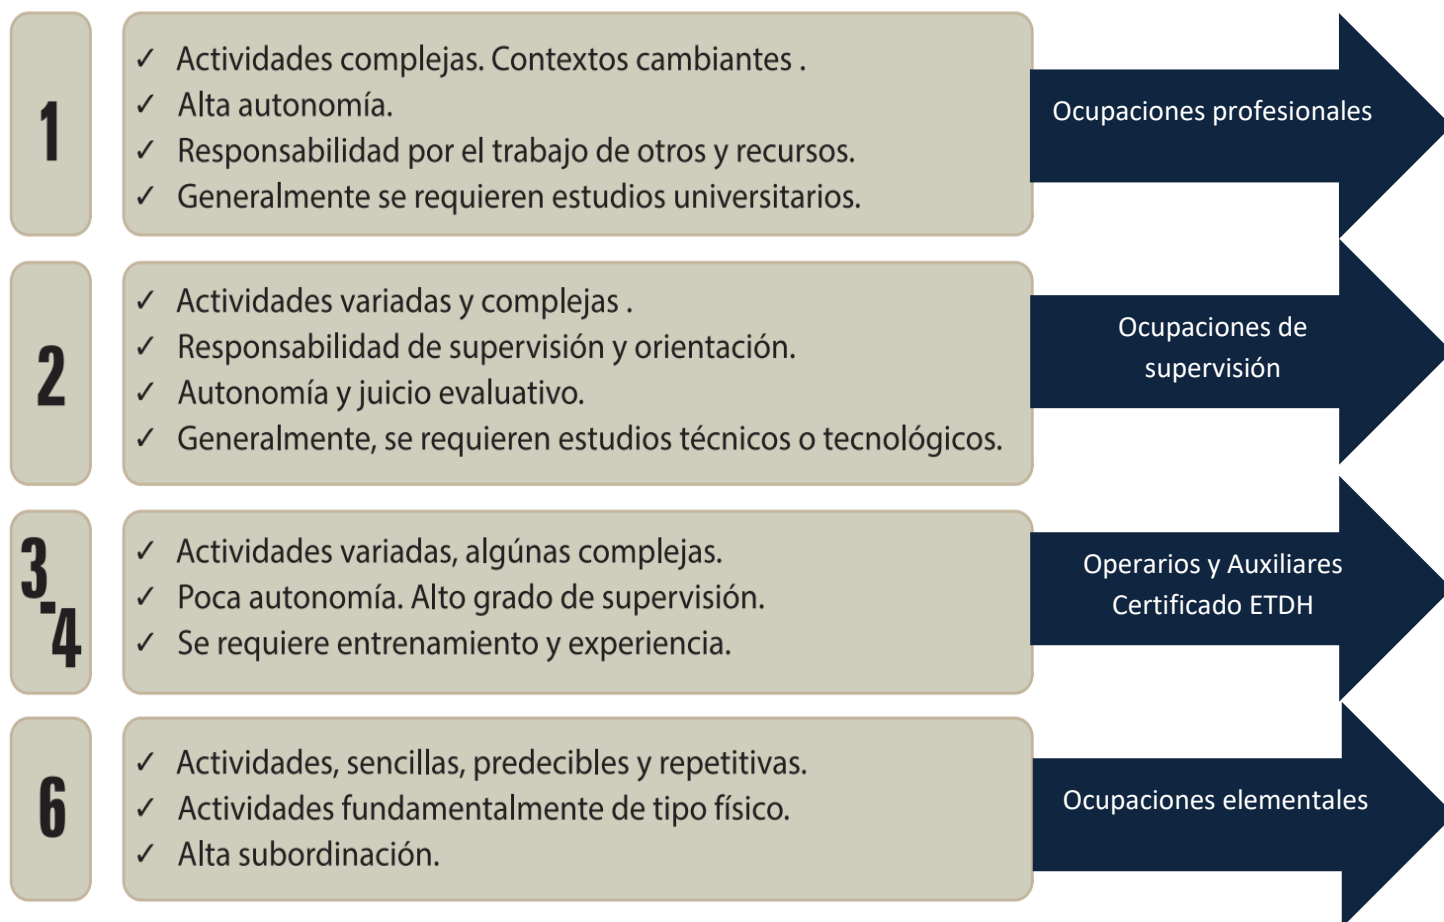 1
✓ Actividades complejas. Contextos cambiantes .
✓ Alta autonomía.
✓ Responsabilidad por el trabajo de otros y recursos.
✓ Generalmente se requieren estudios universitarios.
Ocupaciones profesionales
2
✓ Actividades variadas y complejas .
✓ Responsabilidad de supervisión y orientación.
✓ Autonomía y juicio evaluativo.
✓ Generalmente, se requieren estudios técnicos o tecnológicos.
Ocupaciones de
supervisión
3-4
✓ Actividades variadas, algúnas complejas.
✓ Poca autonomía. Alto grado de supervisión.
✓ Se requiere entrenamiento y experiencia.
Operarios y Auxiliares
Certificado ETDH
6
✓ Actividades, sencillas, predecibles y repetitivas.
✓ Actividades fundamentalmente de tipo físico.
✓ Alta subordinación.
Ocupaciones elementales